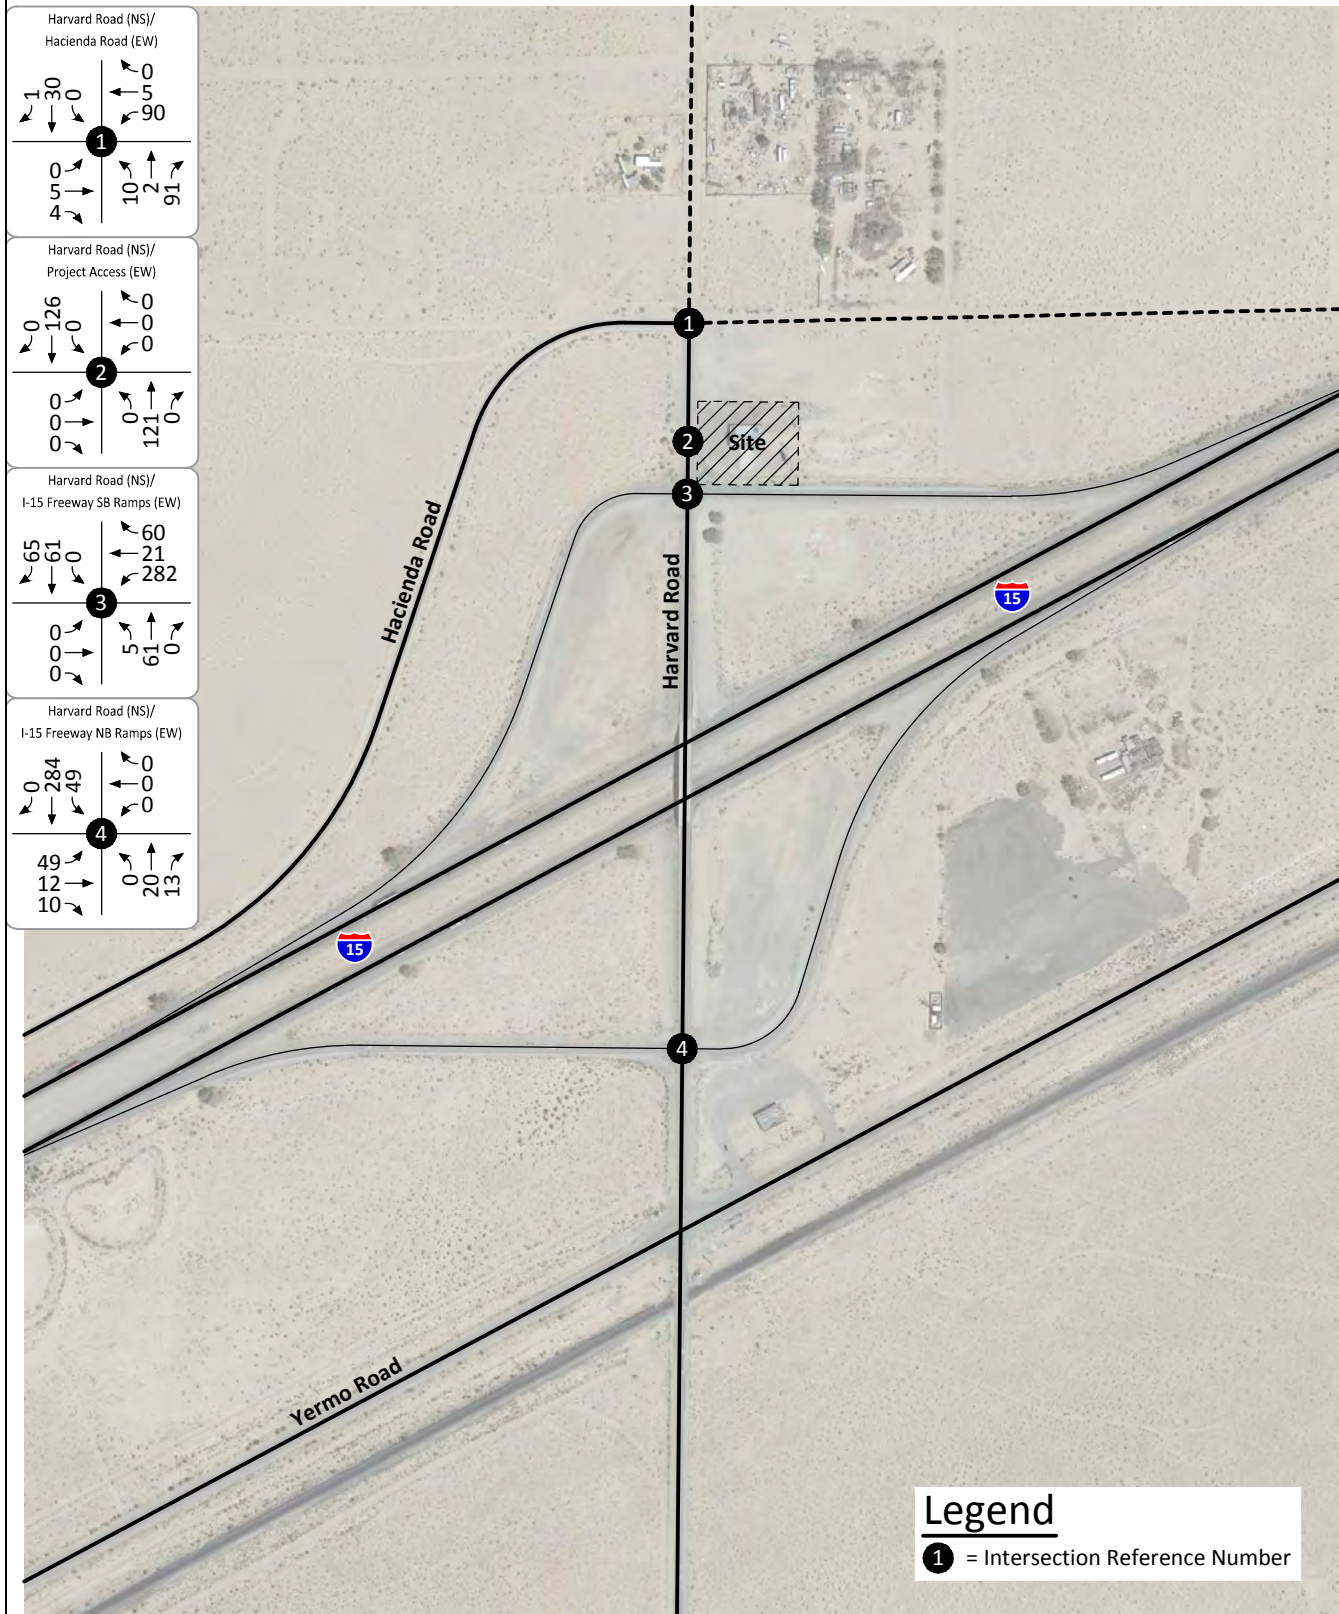 Harvard Road (NS)/
Hacienda Road (EW)
1 30 0
0
5
90
1
0
5
4
10 2 91
Harvard Road (NS)/
Project Access (EW)
0 126 0
0
0
0
2
0
0
0
0 121 0
Harvard Road (NS)/
I-15 Freeway SB Ramps (EW)
65 61 0
60
21
282
3
0
0
0
5 61 0
Harvard Road (NS)/
I-15 Freeway NB Ramps (EW)
0 284 49
0
0
0
4
49
12
10
0 20 13
1
2
Site
3
Hacienda Road
Harvard Road
15
15
4
Yermo Road
Legend
1 = Intersection Reference Number